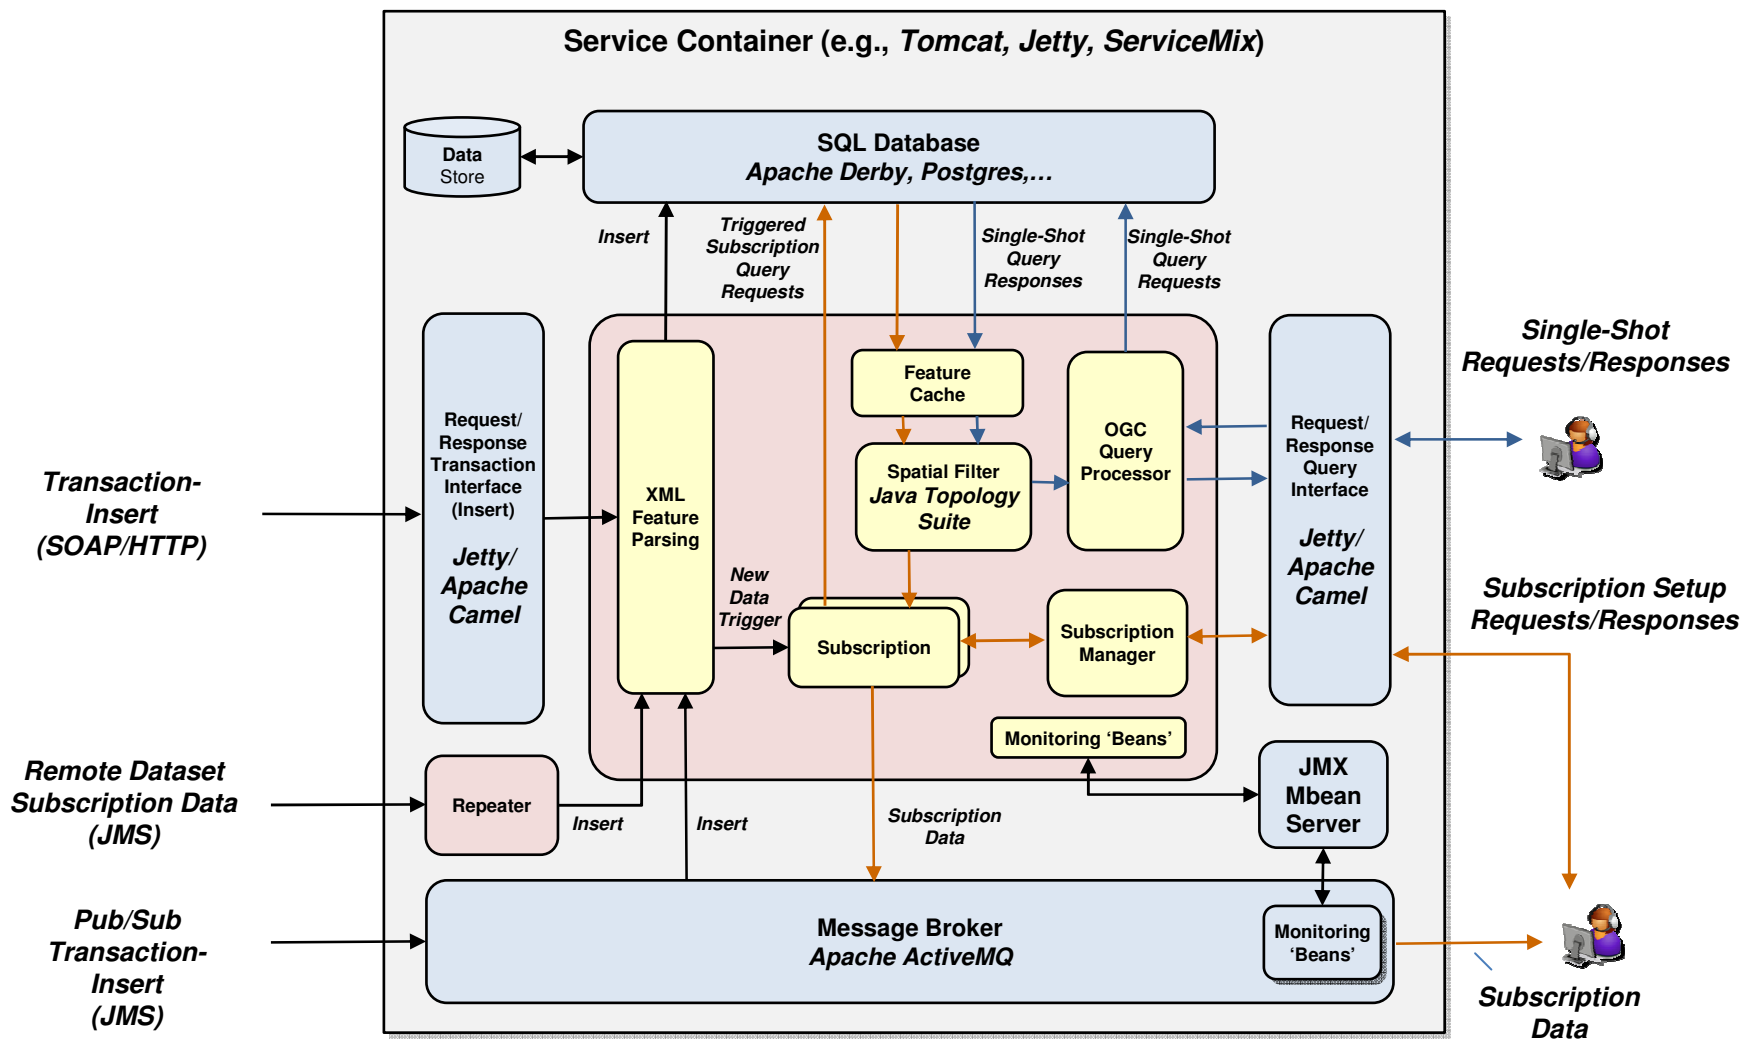 Service Container (e.g., Tomcat, Jetty, ServiceMix)
Data
Store
SQL Database
Apache Derby, Postgres,…
Insert
Triggered
Subscription
Query
Requests
Single-Shot
Query
Responses
Single-Shot
Query
Requests
Request/
Response
Transaction
Interface
(Insert)
Jetty/
Apache
Camel
XML
Feature
Parsing
Feature
Cache
Spatial Filter
Java Topology
Suite
OGC
Query
Processor
Request/
Response
Query
Interface
Jetty/
Apache
Camel
Single-Shot
Requests/Responses
Transaction-
Insert
(SOAP/HTTP)
New
Data
Trigger
Subscription
Subscription
Manager
Subscription Setup
Requests/Responses
Monitoring ‘Beans’
Remote Dataset
Subscription Data
(JMS)
Repeater
Insert
Insert
Subscription
Data
JMX
Mbean
Server
Pub/Sub
Transaction-
Insert
(JMS)
Message Broker
Apache ActiveMQ
Monitoring
‘Beans’
Subscription
Data